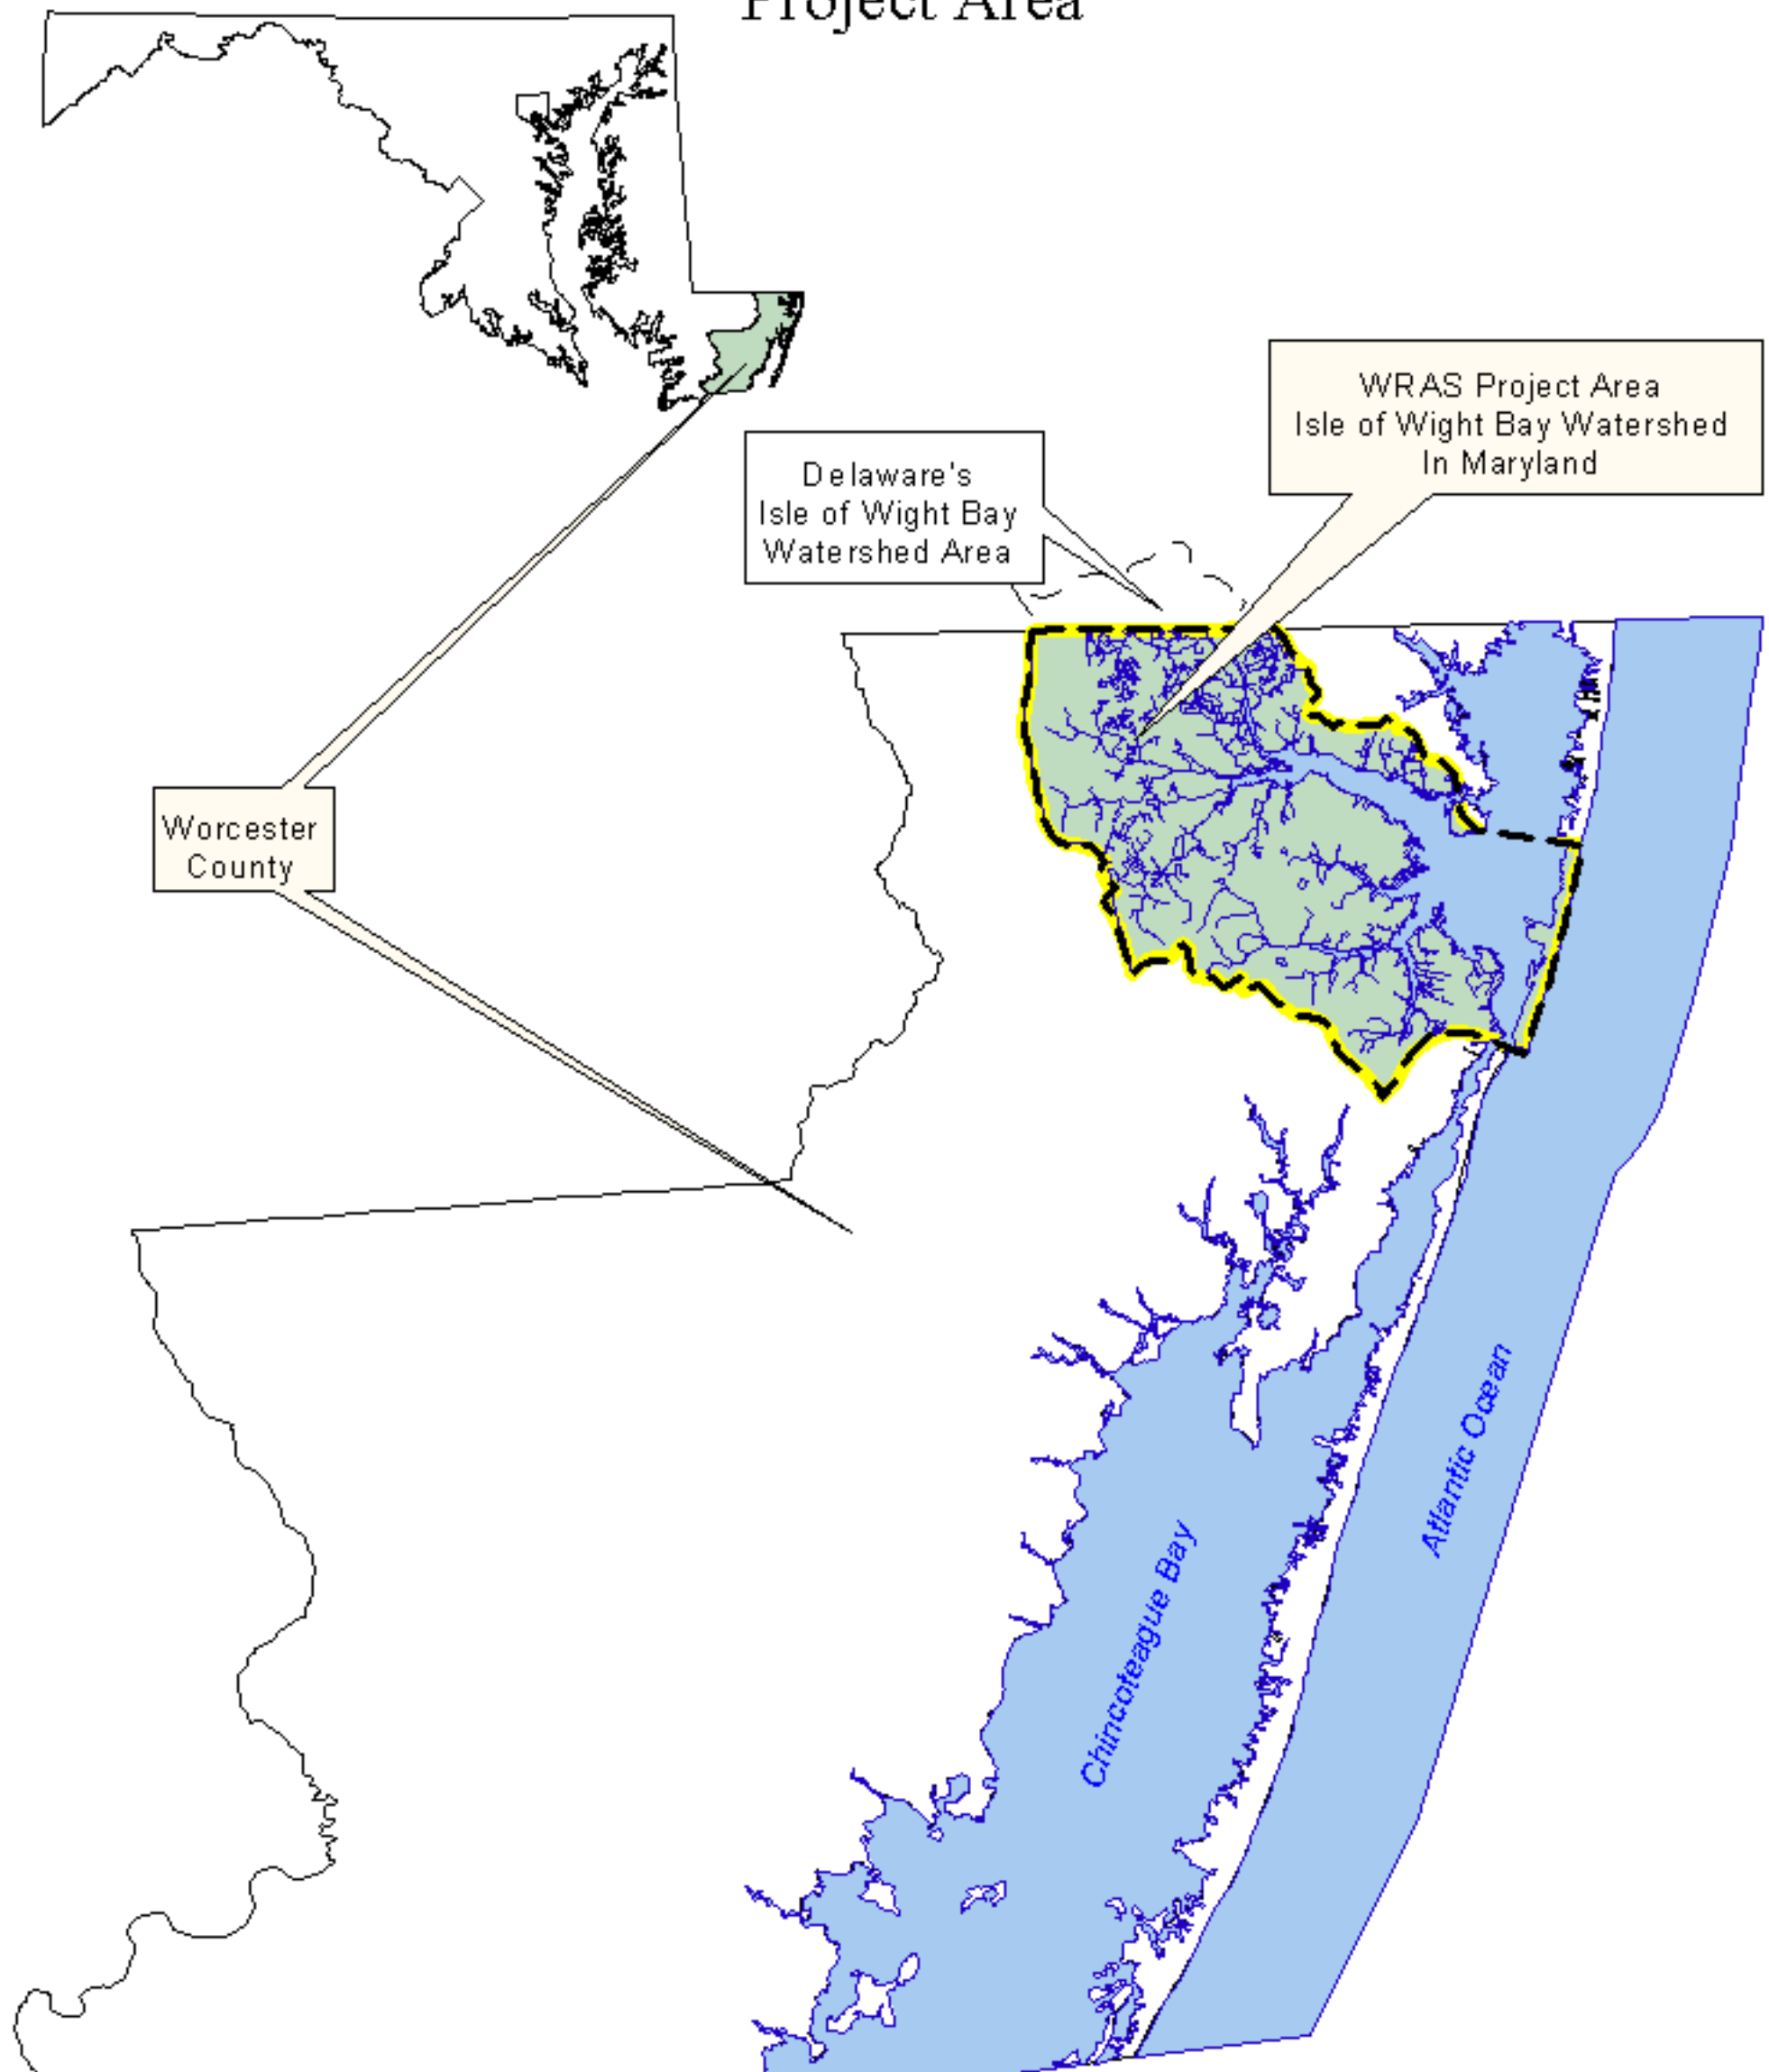 Project Area
WRAS Project Area
Isle of Wight Bay Watershed
In Maryland
Delaware's
Isle of Wight Bay
Watershed Area
Worcester
County
Atlantic Ocean
Chincoteague Bay